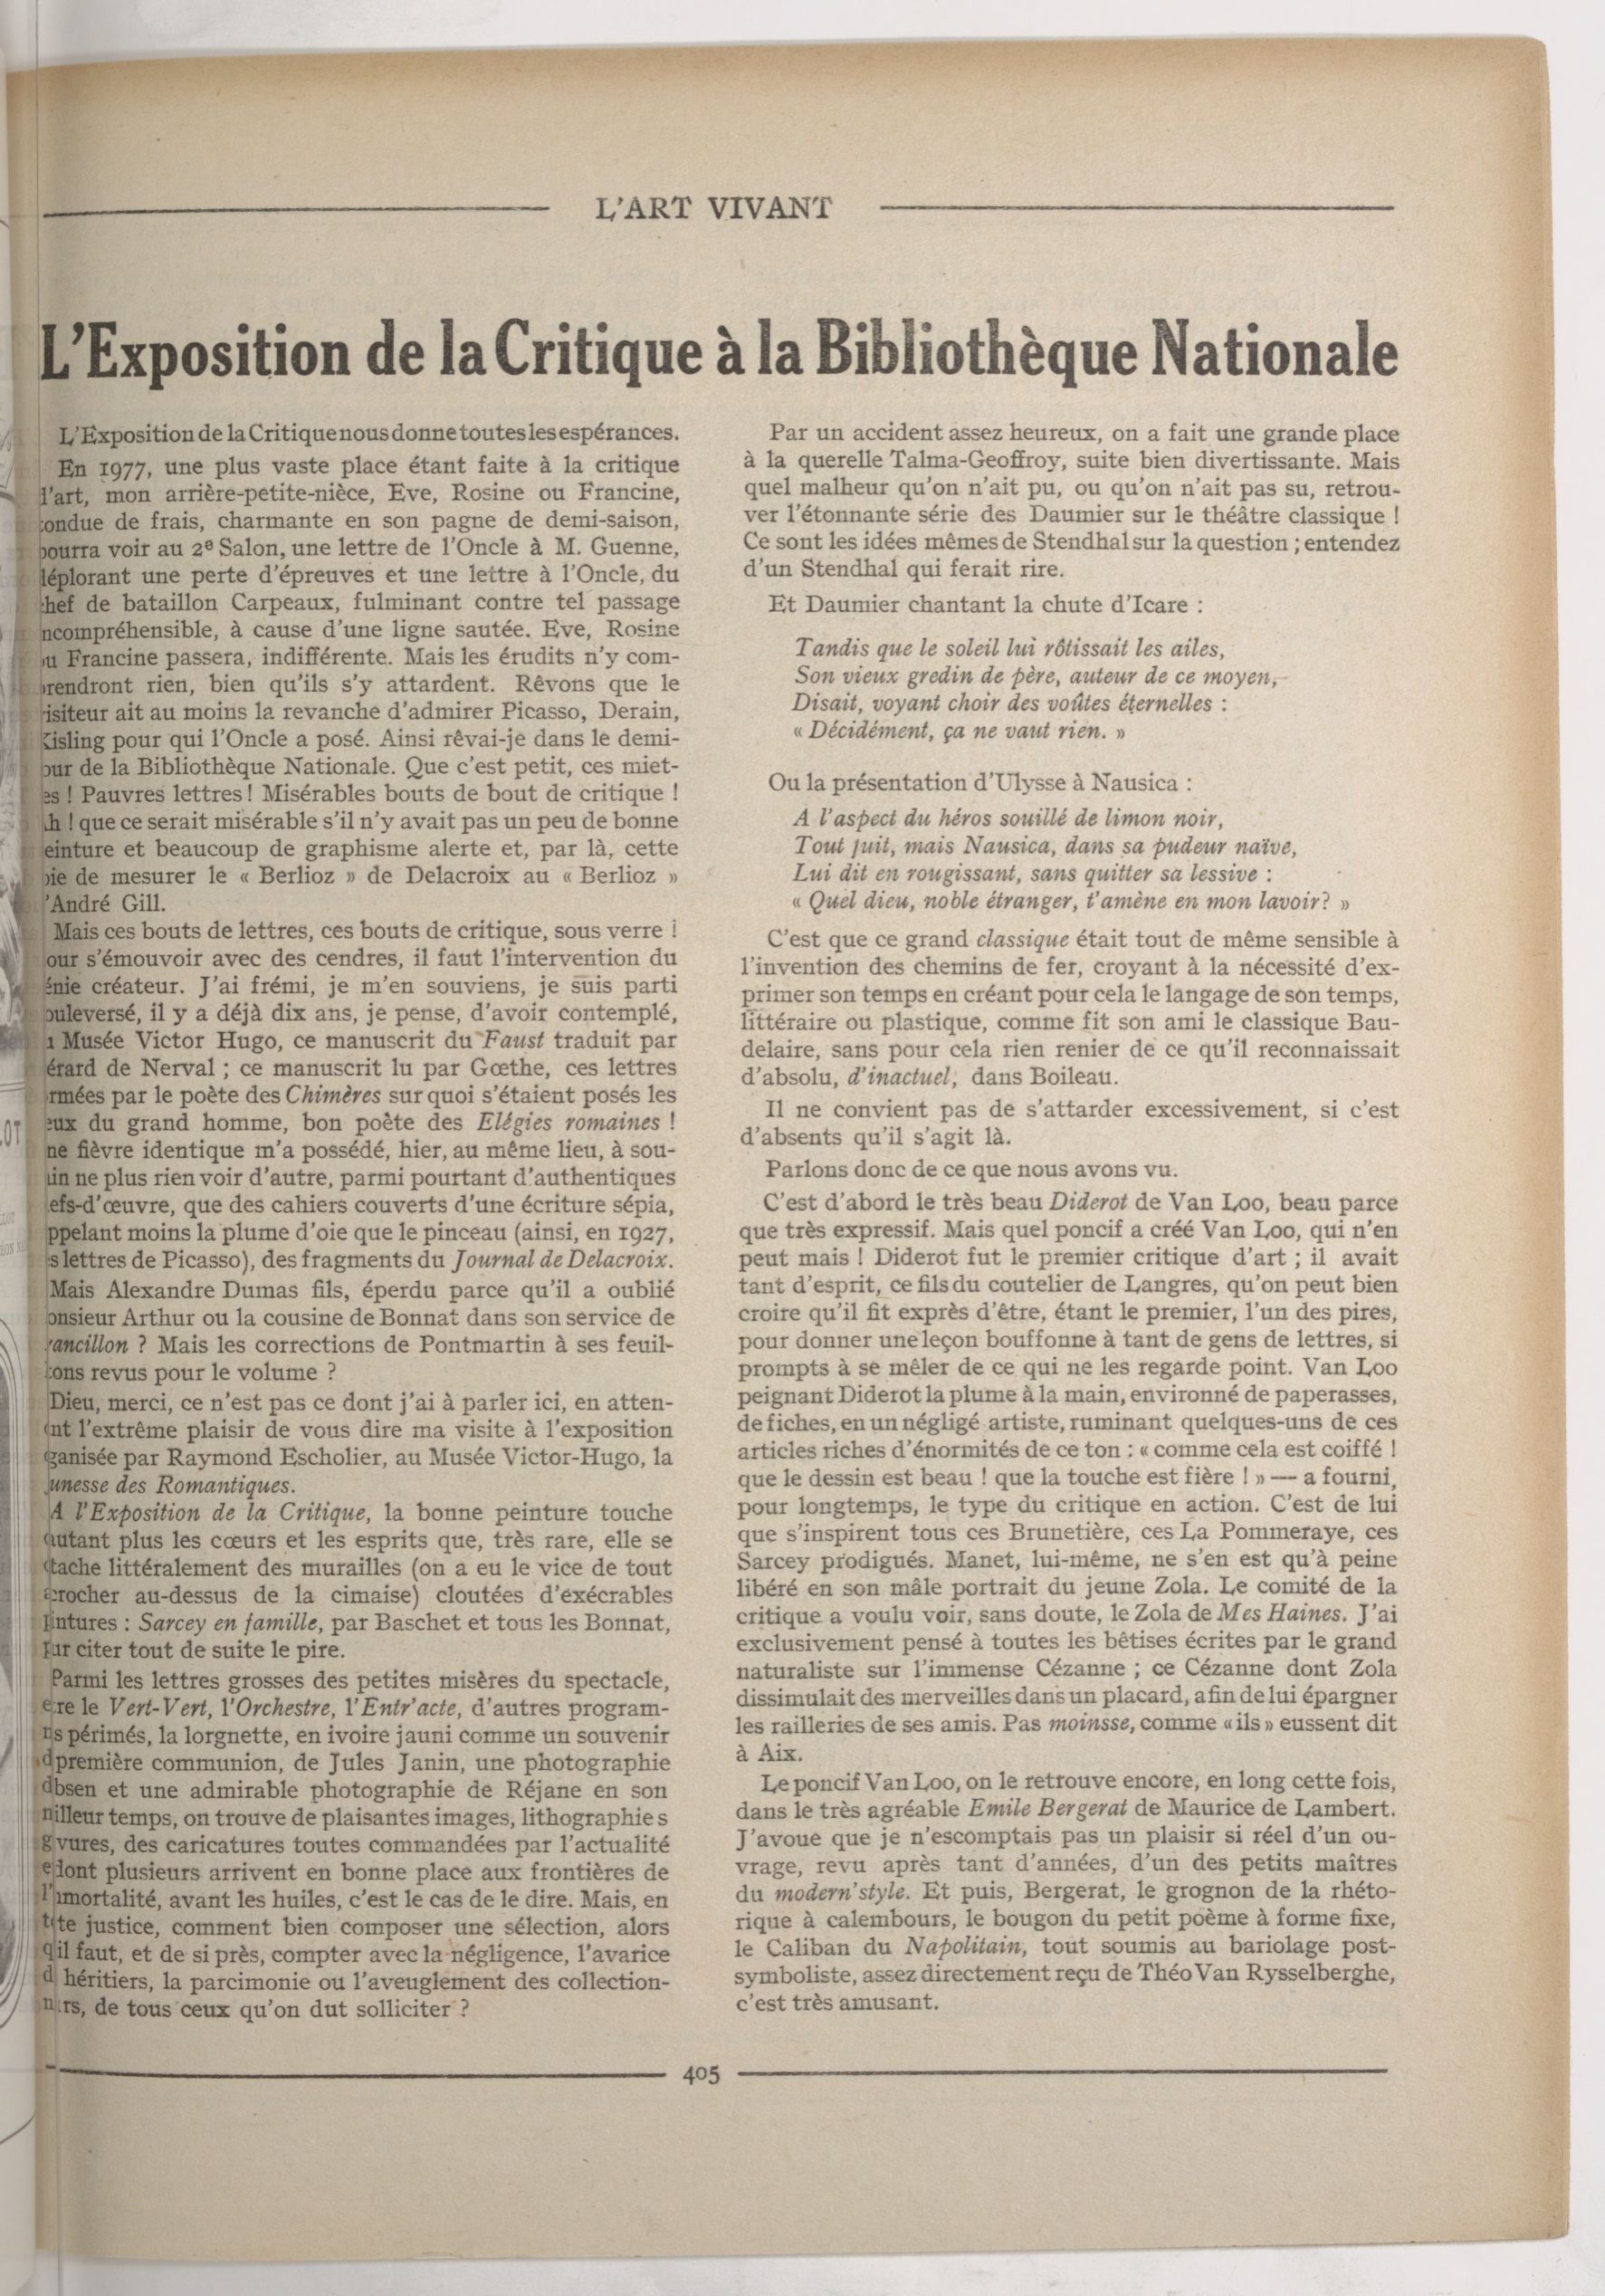 L'ART VIVANT
L'Exposition de la Critique à la Bibliothèque Nationale
L'Exposition de la Critique nous donne toutes les espérances.
En 1977, une plus vaste place étant faite à la critique
l'art, mon arrière-petite-nièce, Eve, Rosine ou Francine,
ondue de frais, charmante en son pagne de demi-saison,
pourra voir au 2e Salon, une lettre de l'Oncle à M. Guenne,
déplorant une perte d'épreuves et une lettre à l'Oncle, du
chef de bataillon Carpeaux, fulminant contre tel passage
ncompréhensible, à cause d'une ligne sautée. Eve, Rosine
ou Francine passera, indifférente. Mais les érudits n'y com-
prendront rien, bien qu'ils s'y attardent. Rêvons que le
isiteur ait au moins la revanche d'admirer Picasso, Derain,
Kisling pour qui l'Oncle a posé. Ainsi rêvai-je dans le demi-
our de la Bibliothèque Nationale. Que c'est petit, ces miet-
es ! Pauvres lettres ! Misérables bouts de bout de critique !
h ! que ce serait misérable s'il n'y avait pas un peu de bonne
einture et beaucoup de graphisme alerte et, par là, cette
oie de mesurer le « Berlioz » de Delacroix au « Berlioz »
'André Gill.
Mais ces bouts de lettres, ces bouts de critique, sous verre !
our s'émouvoir avec des cendres, il faut l'intervention du
énie créateur. J'ai frémi, je m'en souviens, je suis parti
ouleversé, il y a déjà dix ans, je pense, d'avoir contemplé,
u Musée Victor Hugo, ce manuscrit du Faust traduit par
érard de Nerval ; ce manuscrit lu par Gœthe, ces lettres
rmées par le poète des Chimères sur quoi s'étaient posés les
eux du grand homme, bon poète des Elégies romaines !
ne fièvre identique m'a possédé, hier, au même lieu, à sou-
ain ne plus rien voir d'autre, parmi pourtant d'authentiques
efs-d'œuvre, que des cahiers couverts d'une écriture sépia,
ppelant moins la plume d'oie que le pinceau (ainsi, en 1927,
s lettres de Picasso), des fragments du Journal de Delacroix.
Mais Alexandre Dumas fils, éperdu parce qu'il a oublié
onsieur Arthur ou la cousine de Bonnat dans son service de
rancillon ? Mais les corrections de Pontmartin à ses feuil-
tons revus pour le volume ?
Dieu, merci, ce n'est pas ce dont j'ai à parler ici, en atten-
nt l'extrême plaisir de vous dire ma visite à l'exposition
ganisée par Raymond Escholier, au Musée Victor-Hugo, la
unesse des Romantiques.
A l'Exposition de la Critique, la bonne peinture touche
autant plus les cœurs et les esprits que, très rare, elle se
tache littéralement des murailles (on a eu le vice de tout
crocher au-dessus de la cimaise) cloutées d'exécrables
intures : Sarcey en famille, par Baschet et tous les Bonnat,
ur citer tout de suite le pire.
Parmi les lettres grosses des petites misères du spectacle,
re le Vert-Vert, l'Orchestre, l'Entr'acte, d'autres program-
s périmés, la lorgnette, en ivoire jauni comme un souvenir
d première communion, de Jules Janin, une photographie
d bsen et une admirable photographie de Réjane en son
illeur temps, on trouve de plaisantes images, lithographies
g vures, des caricatures toutes commandées par l'actualité
e dont plusieurs arrivent en bonne place aux frontières de
l'immortalité, avant les huiles, c'est le cas de le dire. Mais, en
t te justice, comment bien composer une sélection, alors
q il faut, et de si près, compter avec la négligence, l'avarice
d héritiers, la parcimonie ou l'aveuglement des collection-
n rs, de tous ceux qu'on dut solliciter ?
Par un accident assez heureux, on a fait une grande place
à la querelle Talma-Geoffroy, suite bien divertissante. Mais
quel malheur qu'on n'ait pu, ou qu'on n'ait pas su, retrou-
ver l'étonnante série des Daumier sur le théâtre classique !
Ce sont les idées mêmes de Stendhal sur la question ; entendez
d'un Stendhal qui ferait rire.
Et Daumier chantant la chute d'Icare :
Tandis que le soleil lui rôtissait les ailes,
Son vieux gredin de père, auteur de ce moyen,
Disait, voyant choir des voûtes éternelles :
« Décidément, ça ne vaut rien. »
Ou la présentation d'Ulysse à Nausica :
A l'aspect du héros souillé de limon noir,
Tout fuit, mais Nausica, dans sa pudeur naïve,
Lui dit en rougissant, sans quitter sa lessive :
« Quel dieu, noble étranger, t'amène en mon lavoir? »
C'est que ce grand classique était tout de même sensible à
l'invention des chemins de fer, croyant à la nécessité d'ex-
primer son temps en créant pour cela le langage de son temps,
littéraire ou plastique, comme fit son ami le classique Bau-
delaire, sans pour cela rien renier de ce qu'il reconnaissait
d'absolu, d'inactuel, dans Boileau.
Il ne convient pas de s'attarder excessivement, si c'est
d'absents qu'il s'agit là.
Parlons donc de ce que nous avons vu.
C'est d'abord le très beau Diderot de Van Loo, beau parce
que très expressif. Mais quel poncif a créé Van Loo, qui n'en
peut mais ! Diderot fut le premier critique d'art ; il avait
tant d'esprit, ce fils du coutelier de Langres, qu'on peut bien
croire qu'il fit exprès d'être, étant le premier, l'un des pires,
pour donner une leçon bouffonne à tant de gens de lettres, si
prompts à se mêler de ce qui ne les regarde point. Van Loo
peignant Diderot la plume à la main, environné de paperasses,
de fiches, en un négligé artiste, ruminant quelques-uns de ces
articles riches d'énormités de ce ton : « comme cela est coiffé !
que le dessin est beau ! que la touche est fière ! » — a fourni,
pour longtemps, le type du critique en action. C'est de lui
que s'inspirent tous ces Brunetière, ces La Pommeraye, ces
Sarcey prodigués. Manet, lui-même, ne s'en est qu'à peine
libéré en son mâle portrait du jeune Zola. Le comité de la
critique a voulu voir, sans doute, le Zola de Mes Haines. J'ai
exclusivement pensé à toutes les bêtises écrites par le grand
naturaliste sur l'immense Cézanne ; ce Cézanne dont Zola
dissimulait des merveilles dans un placard, afin de lui épargner
les railleries de ses amis. Pas moinsse, comme « ils » eussent dit
à Aix.
Le poncif Van Loo, on le retrouve encore, en long cette fois,
dans le très agréable Emile Bergerat de Maurice de Lambert.
J'avoue que je n'escomptais pas un plaisir si réel d'un ou-
vrage, revu après tant d'années, d'un des petits maîtres
du modern'style. Et puis, Bergerat, le grognon de la rhéto-
rique à calembours, le bougon du petit poème à forme fixe,
le Caliban du Napolitain, tout soumis au bariolage post-
symboliste, assez directement reçu de Théo Van Rysselberghe,
c'est très amusant.
405